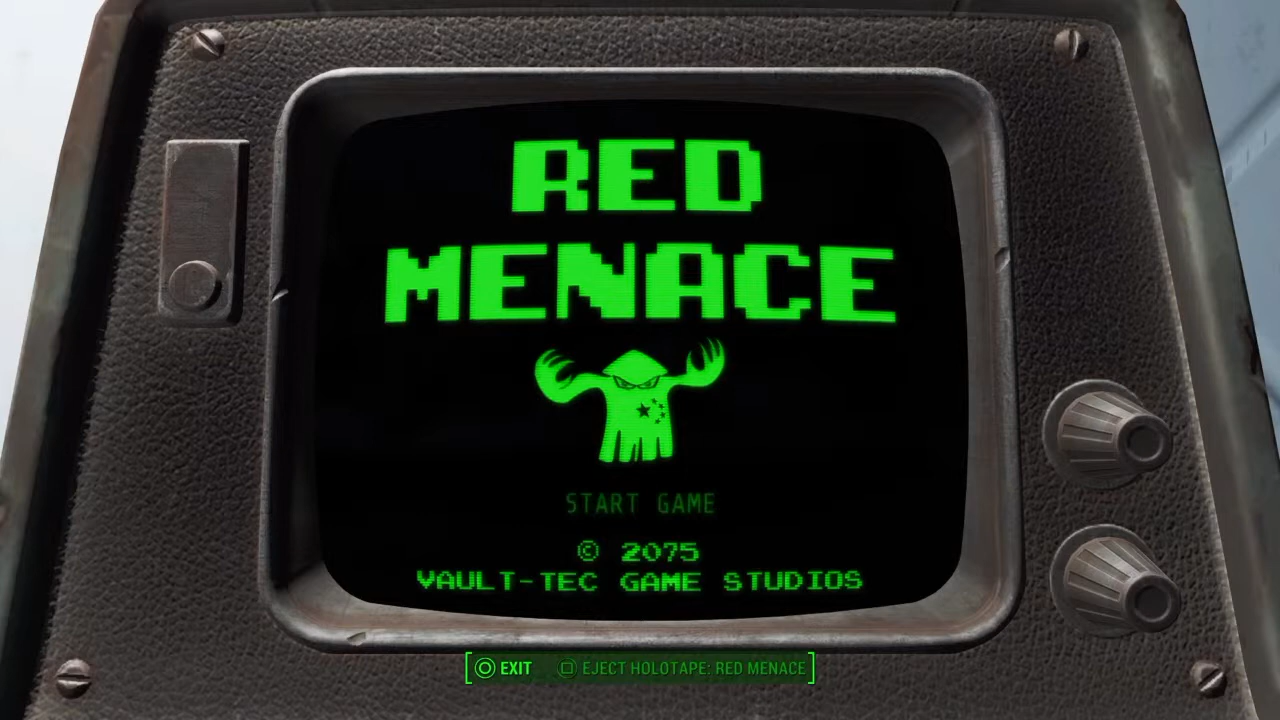 RED
MENACE
START GAME
© 2075
VAULT-TEC GAME STUDIOS
EXIT EJECT HOLOTAPE: RED MENACE